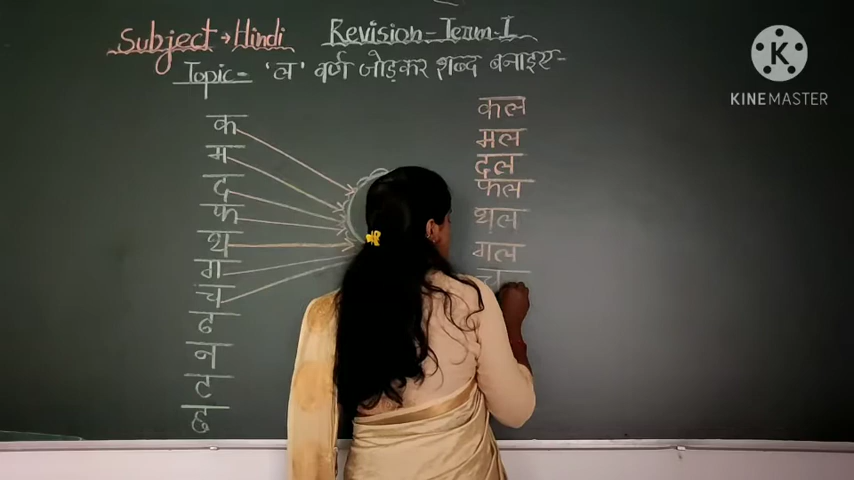 Subject → Hindi Revision - Term - I
Topic - 'ल' वर्ण जोड़कर शब्द बनाइए -
क
म
द
फ
थ
ग
च
ढ
न
ट
ह
कल
मल
दल
फल
थल
गल
च
K
KINEMASTER